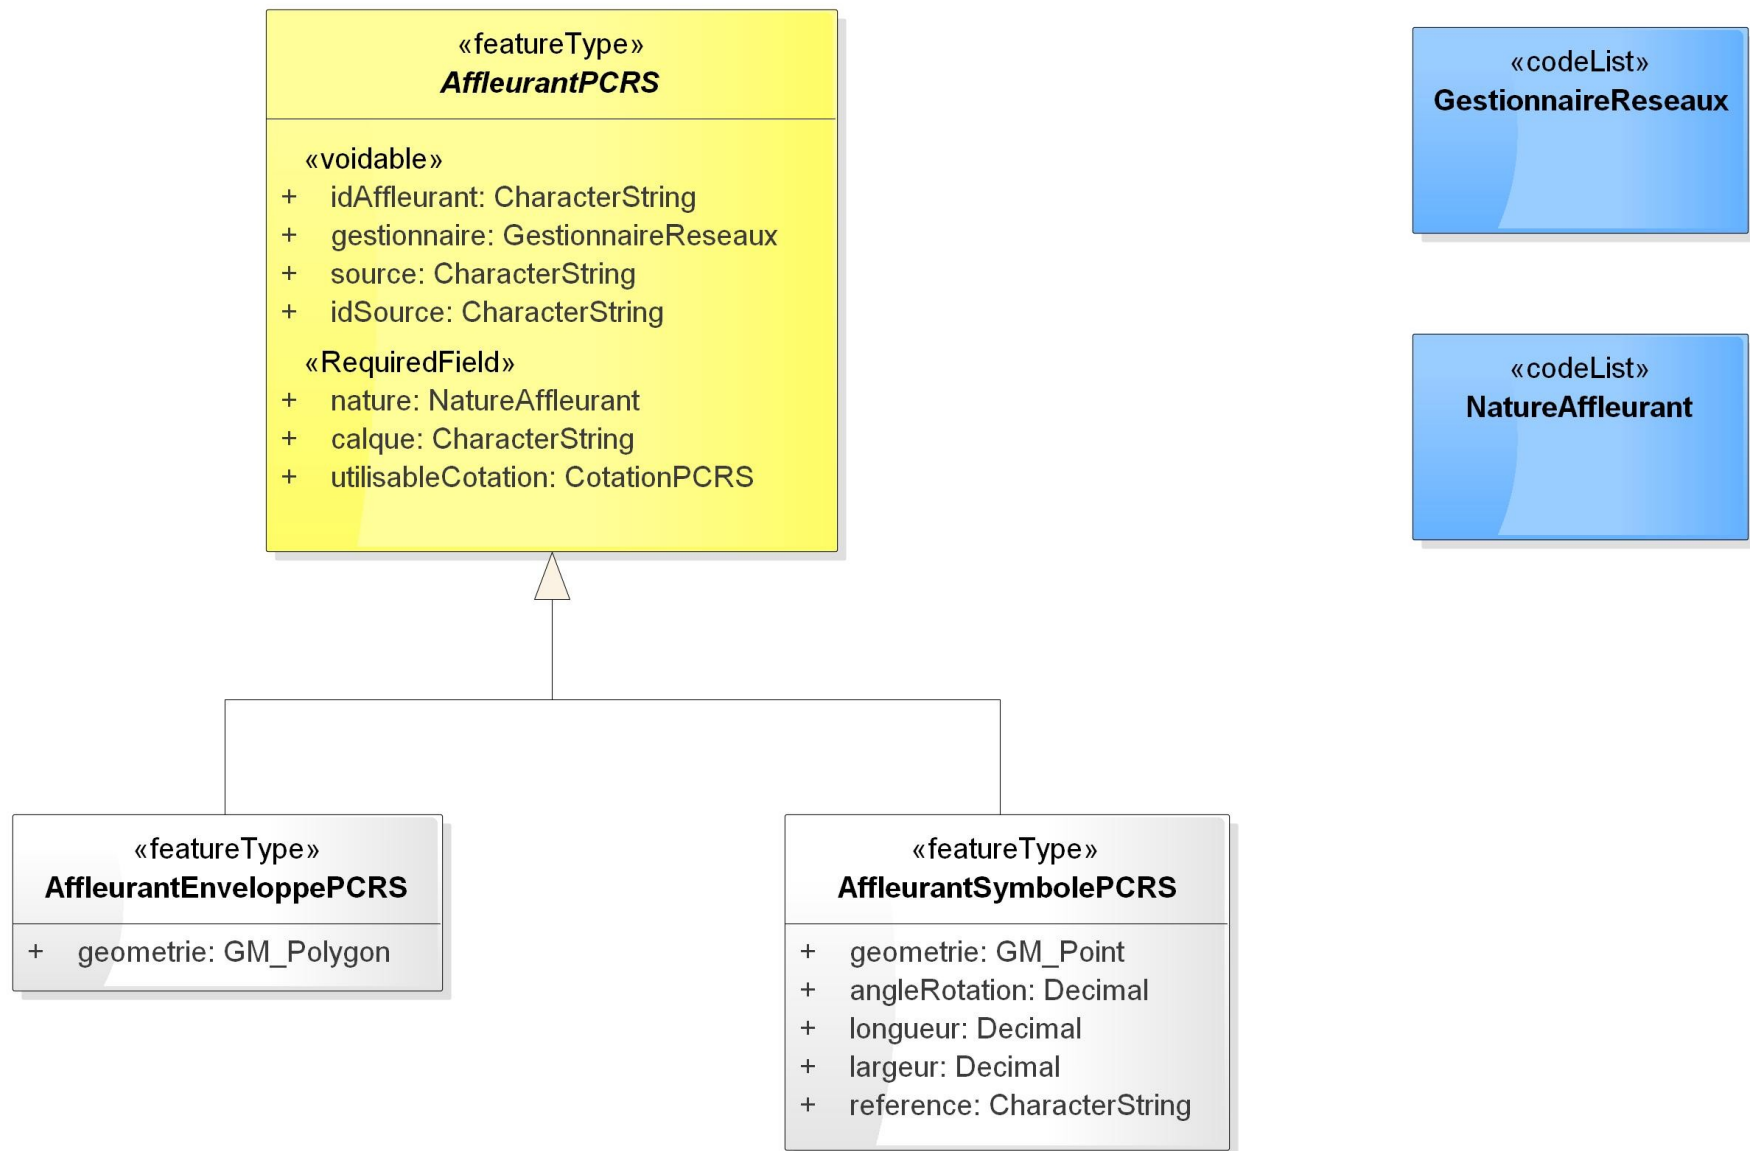 «featureType»
AffleurantPCRS
«voidable»
+ idAffleurant: CharacterString
+ gestionnaire: GestionnaireReseaux
+ source: CharacterString
+ idSource: CharacterString
«RequiredField»
+ nature: NatureAffleurant
+ calque: CharacterString
+ utilisableCotation: CotationPCRS
«codeList»
GestionnaireReseaux
«codeList»
NatureAffleurant
«featureType»
AffleurantEnveloppePCRS
+ geometrie: GM_Polygon
«featureType»
AffleurantSymbolePCRS
+ geometrie: GM_Point
+ angleRotation: Decimal
+ longueur: Decimal
+ largeur: Decimal
+ reference: CharacterString